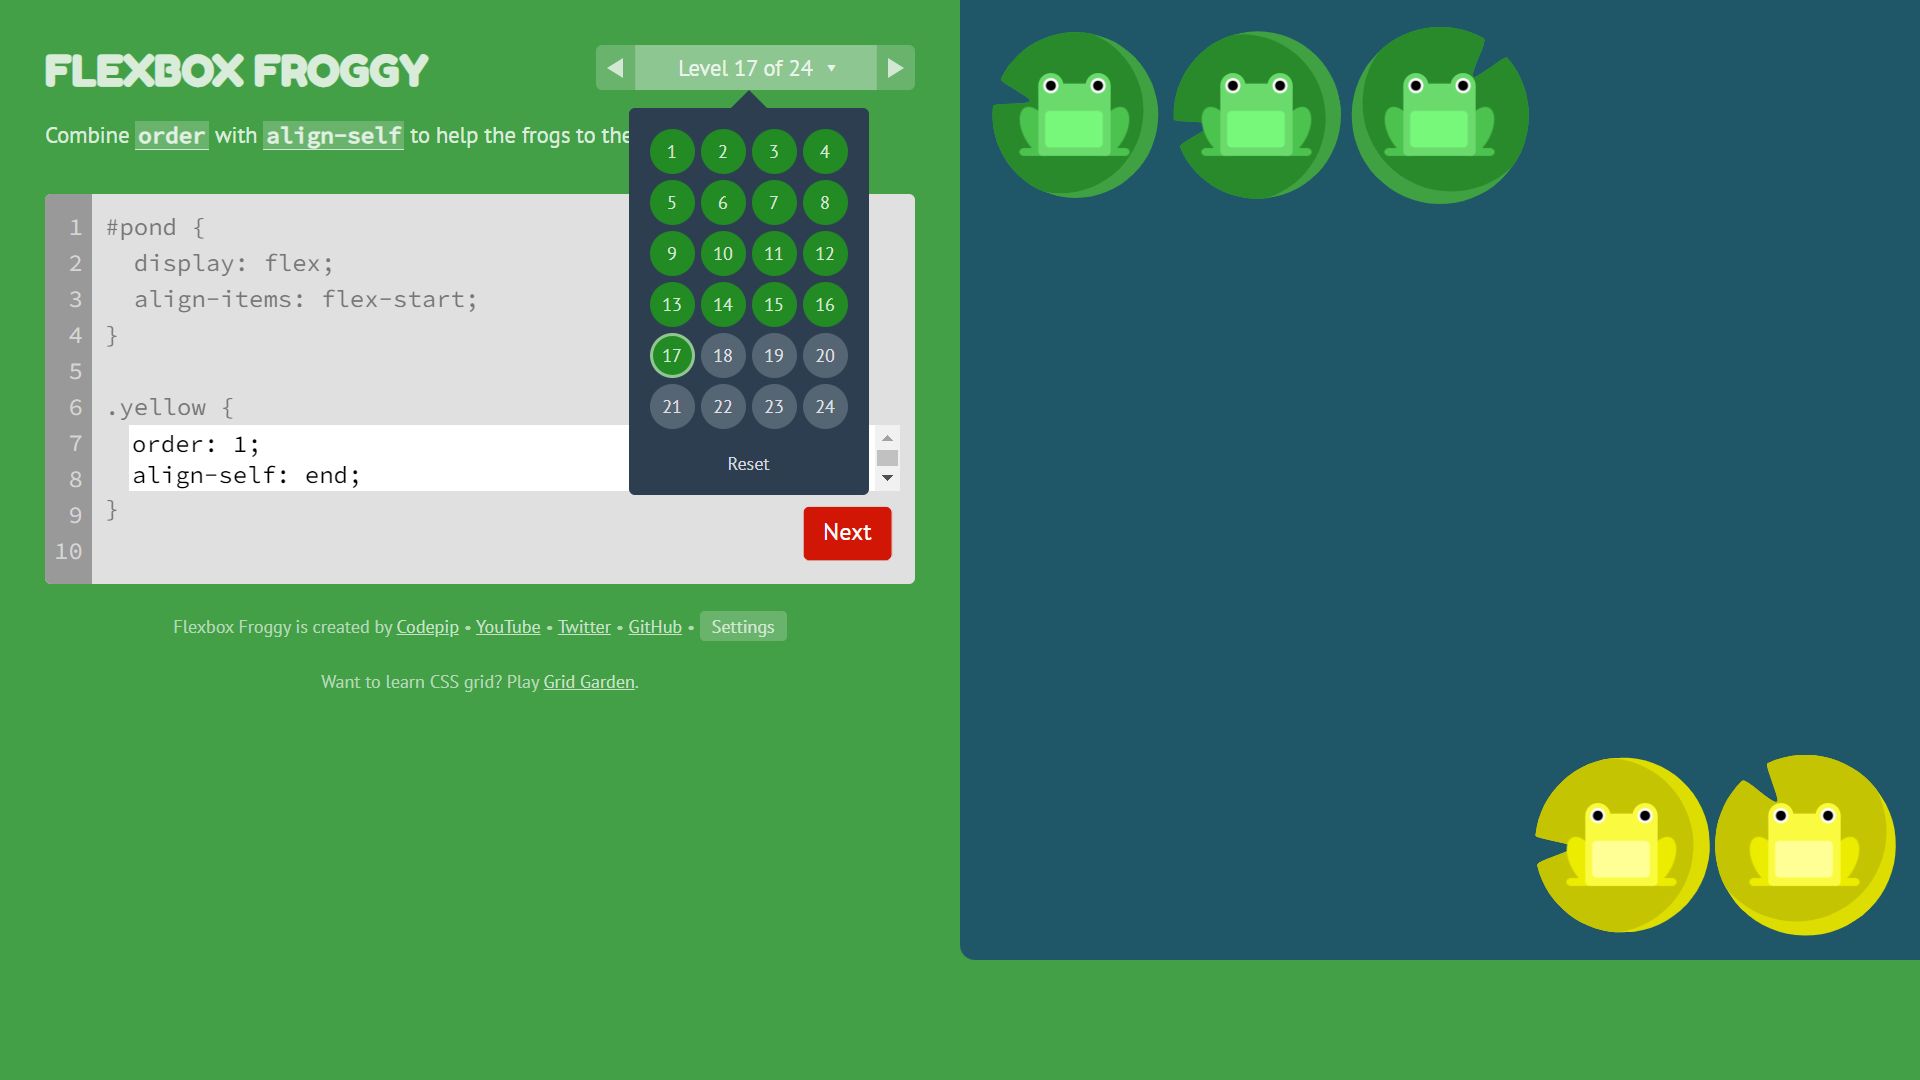 FLEXBOX FROGGY
Level 17 of 24 ▼
Combine order with align-self to help the frogs to the
1 2 3 4
5 6 7 8
9 10 11 12
13 14 15 16
17 18 19 20
21 22 23 24
Reset
1 #pond {
2 display: flex;
3 align-items: flex-start;
4 }
5
6 .yellow {
7 order: 1;
8 align-self: end;
9 }
10
Next
Flexbox Froggy is created by Codepip • YouTube • Twitter • GitHub • Settings
Want to learn CSS grid? Play Grid Garden.